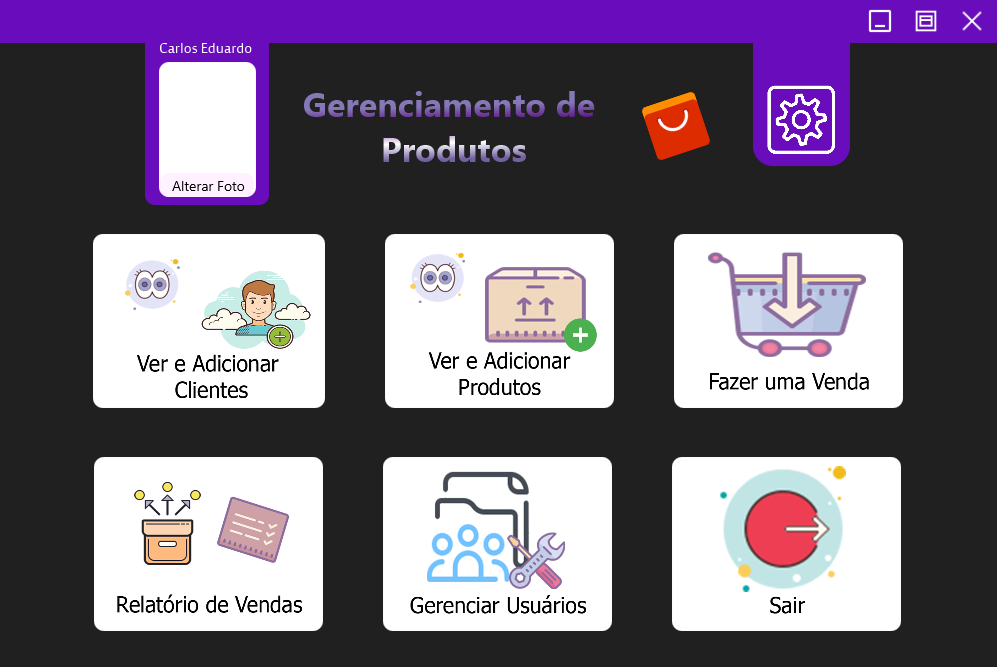 Carlos Eduardo
Alterar Foto
Gerenciamento de
Produtos
Ver e Adicionar
Clientes
Ver e Adicionar
Produtos
Fazer uma Venda
Relatório de Vendas
Gerenciar Usuários
Sair